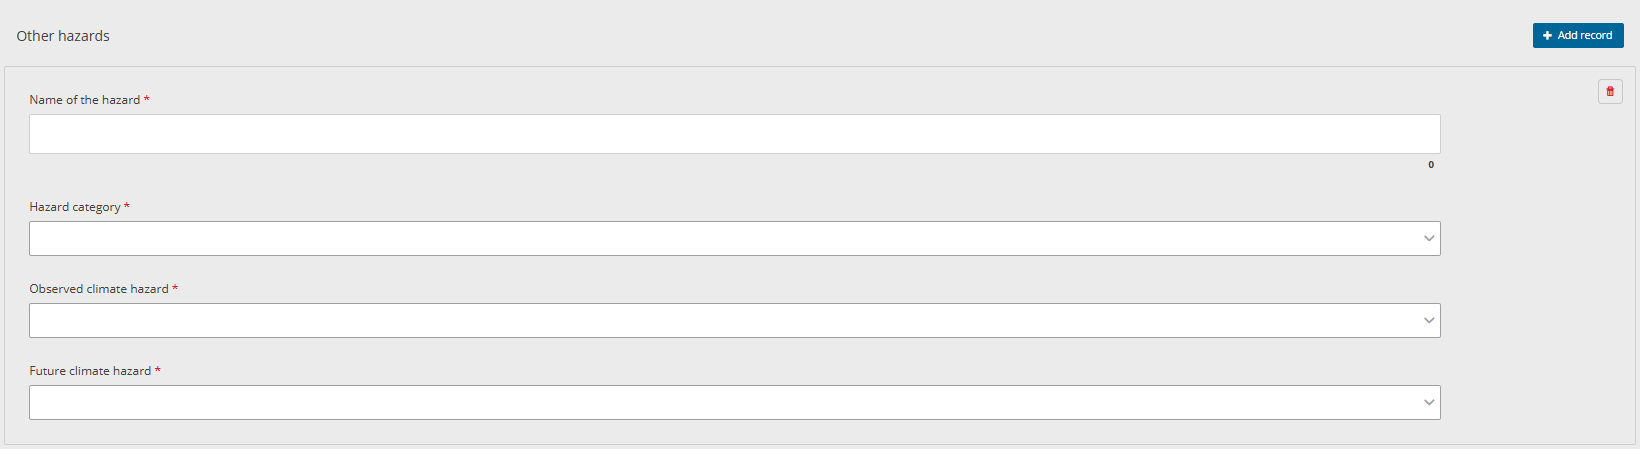 Other hazards
+ Add record
Name of the hazard *
0
Hazard category *
Observed climate hazard *
Future climate hazard *